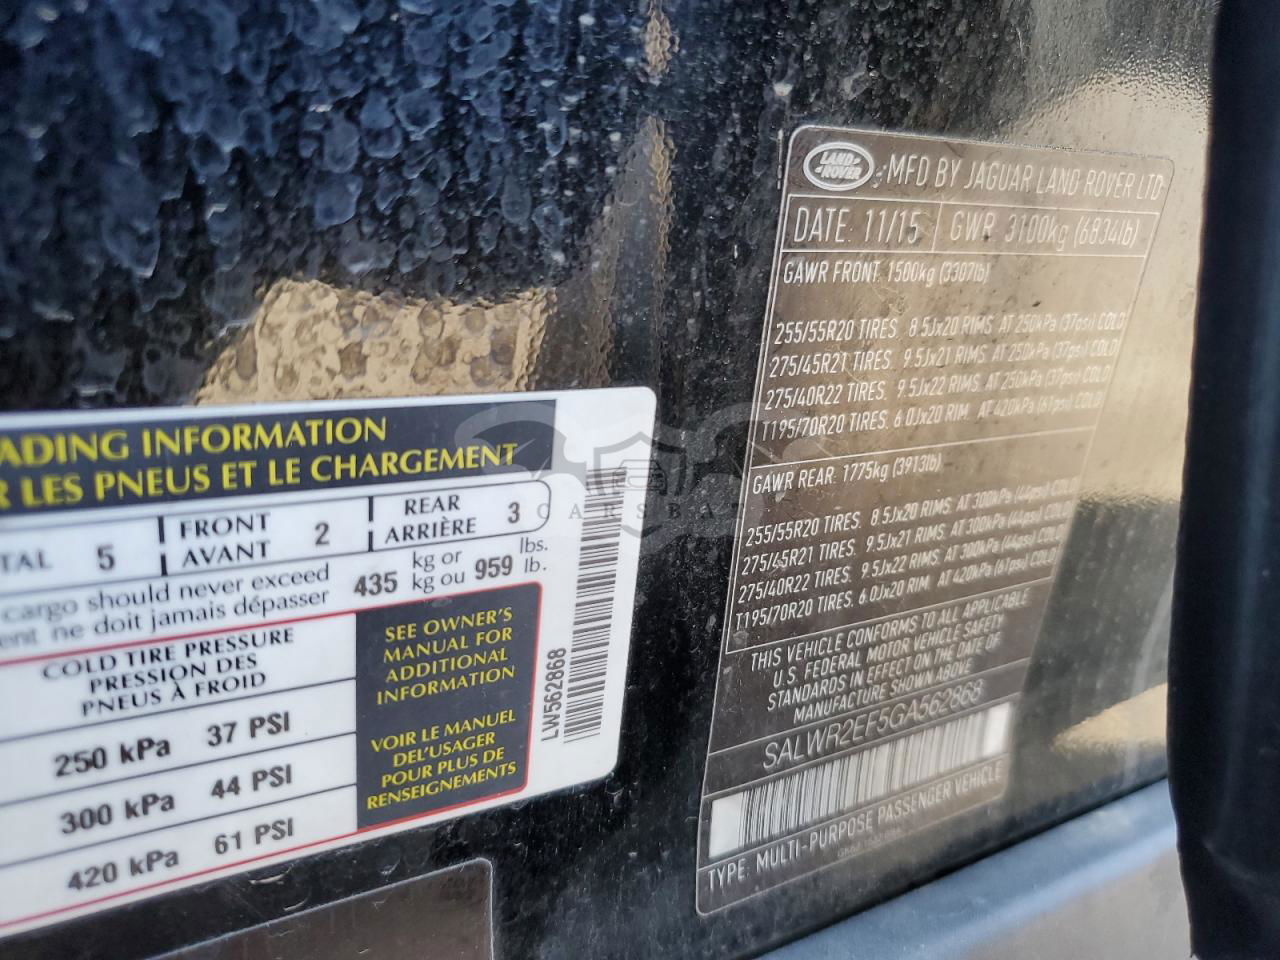 ADING INFORMATION
R LES PNEUS ET LE CHARGEMENT
TAL 5 FRONT AVANT 2 REAR ARRIÈRE 3
cargo should never exceed 435 kg or 959 lbs.
ent ne doit jamais dépasser kg ou lb.
COLD TIRE PRESSURE
PRESSION DES
PNEUS À FROID
250 kPa 37 PSI
300 kPa 44 PSI
420 kPa 61 PSI
SEE OWNER'S
MANUAL FOR
ADDITIONAL
INFORMATION
VOIR LE MANUEL
DEL'USAGER
POUR PLUS DE
RENSEIGNEMENTS
LW562868
LAND
ROVER
MFD BY JAGUAR LAND ROVER LTD
DATE: 11/15 GWR 3100kg (6834lb)
GAWR FRONT: 1500kg (3307lb)
255/55R20 TIRES. 8.5Jx20 RIMS. AT 250kPa (37psi) COLD
275/45R21 TIRES. 9.5Jx21 RIMS. AT 250kPa (37psi) COLD
275/40R22 TIRES. 9.5Jx22 RIMS. AT 250kPa (37psi) COLD
T195/70R20 TIRES. 6.0Jx20 RIM. AT 420kPa (61psi) COLD
GAWR REAR: 1775kg (3913lb)
255/55R20 TIRES. 8.5Jx20 RIMS. AT 300kPa (44psi) COLD
275/45R21 TIRES. 9.5Jx21 RIMS. AT 300kPa (44psi) COLD
275/40R22 TIRES. 9.5Jx22 RIMS. AT 300kPa (44psi) COLD
T195/70R20 TIRES. 6.0Jx20 RIM. AT 420kPa (61psi) COLD
THIS VEHICLE CONFORMS TO ALL APPLICABLE
U.S. FEDERAL MOTOR VEHICLE SAFETY
STANDARDS IN EFFECT ON THE DATE OF
MANUFACTURE SHOWN ABOVE
SALWR2EF5GA562868
TYPE: MULTI-PURPOSE PASSENGER VEHICLE